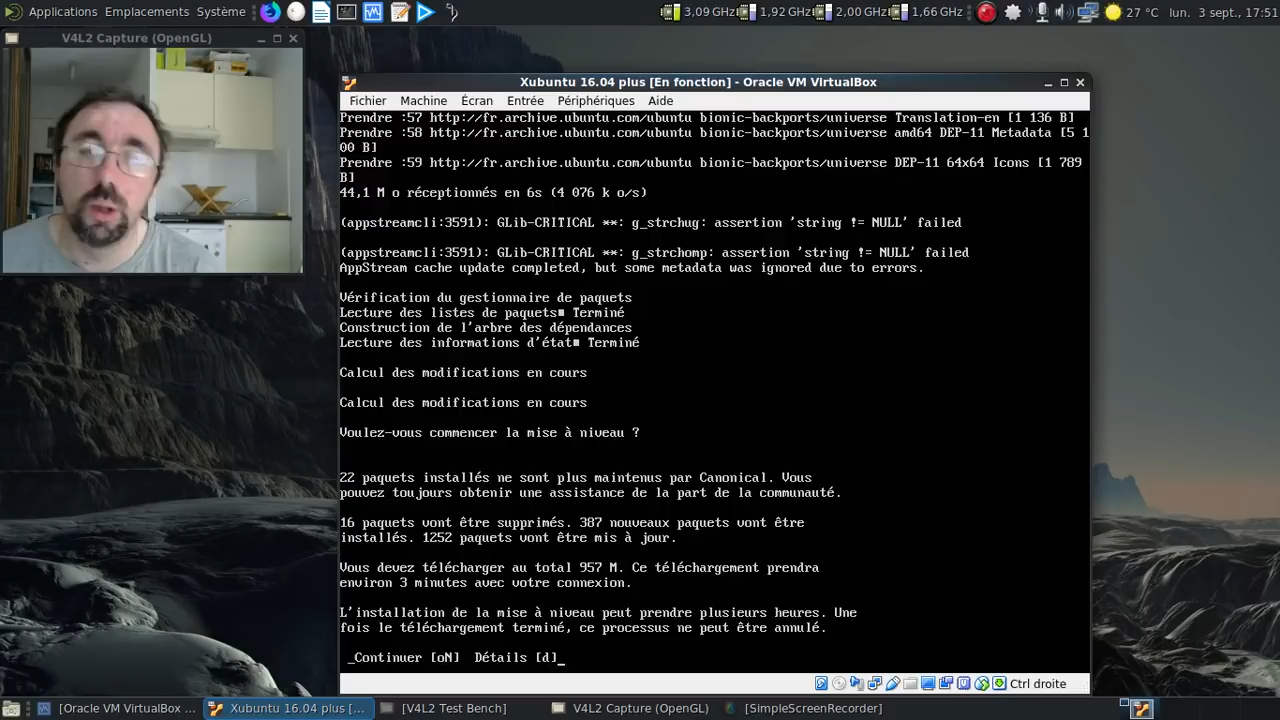 Applications Emplacements Système
3,09 GHz 1,92 GHz 2,00 GHz 1,66 GHz
27 °C lun. 3 sept., 17:51
V4L2 Capture (OpenGL)
Xubuntu 16.04 plus [En fonction] - Oracle VM VirtualBox
Fichier Machine Écran Entrée Périphériques Aide
Prendre :57 http://fr.archive.ubuntu.com/ubuntu bionic-backports/universe Translation-en [1 136 B]
Prendre :58 http://fr.archive.ubuntu.com/ubuntu bionic-backports/universe amd64 DEP-11 Metadata [5 1
00 B]
Prendre :59 http://fr.archive.ubuntu.com/ubuntu bionic-backports/universe DEP-11 64x64 Icons [1 789
B]
44,1 M o réceptionnés en 6s (4 076 k o/s)
(appstreamcli:3591): GLib-CRITICAL **: g_strchug: assertion 'string != NULL' failed
(appstreamcli:3591): GLib-CRITICAL **: g_strchomp: assertion 'string != NULL' failed
AppStream cache update completed, but some metadata was ignored due to errors.
Vérification du gestionnaire de paquets
Lecture des listes de paquets■ Terminé
Construction de l'arbre des dépendances
Lecture des informations d'état■ Terminé
Calcul des modifications en cours
Calcul des modifications en cours
Voulez-vous commencer la mise à niveau ?
22 paquets installés ne sont plus maintenus par Canonical. Vous
pouvez toujours obtenir une assistance de la part de la communauté.
16 paquets vont être supprimés. 387 nouveaux paquets vont être
installés. 1252 paquets vont être mis à jour.
Vous devez télécharger au total 957 M. Ce téléchargement prendra
environ 3 minutes avec votre connexion.
L'installation de la mise à niveau peut prendre plusieurs heures. Une
fois le téléchargement terminé, ce processus ne peut être annulé.
_Continuer [oN] Détails [d]_
Ctrl droite
[Oracle VM VirtualBox ... Xubuntu 16.04 plus [... [V4L2 Test Bench] V4L2 Capture (OpenGL) [SimpleScreenRecorder]